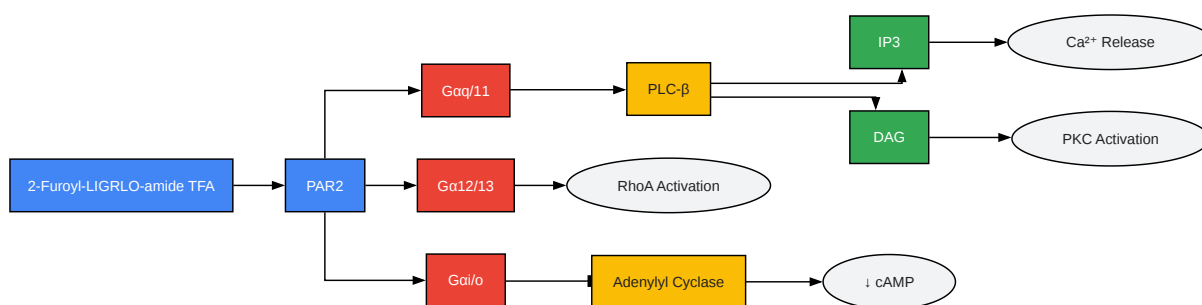 2-Furoyl-LIGRLO-amide TFA
PAR2
Gαq/11
PLC-β
IP3
Ca²⁺ Release
DAG
PKC Activation
Gα12/13
RhoA Activation
Gαi/o
Adenylyl Cyclase
↓ cAMP